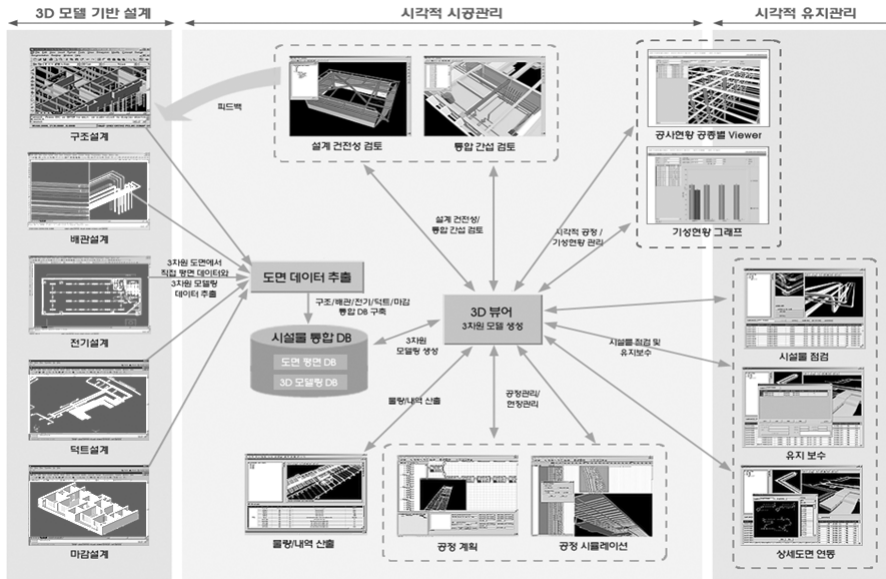 3D 모델 기반 설계
시각적 시공관리
시각적 유지관리
구조설계
배관설계
전기설계
덕트설계
마감설계
피드백
설계 건전성 검토
통합 간섭 검토
공사현황 공종별 Viewer
기성현황 그래프
설계 건전성/
통합 간섭 검토
시각적 공정 /
기성현황 관리
3차원 도면에서
직접 평면 데이터와
3차원 모델링
데이터 추출
도면 데이터 추출
구조/배관/전기/덕트/마감
통합 DB 구축
시설물 통합 DB
도면 평면 DB
3D 모델링 DB
3차원
모델링 생성
3D 뷰어
3차원 모델 생성
시설물 점검 및
유지보수
물량/내역 산출
공정관리/
현장관리
물량/내역 산출
공정 계획
공정 시뮬레이션
시설물 점검
유지 보수
상세도면 연동